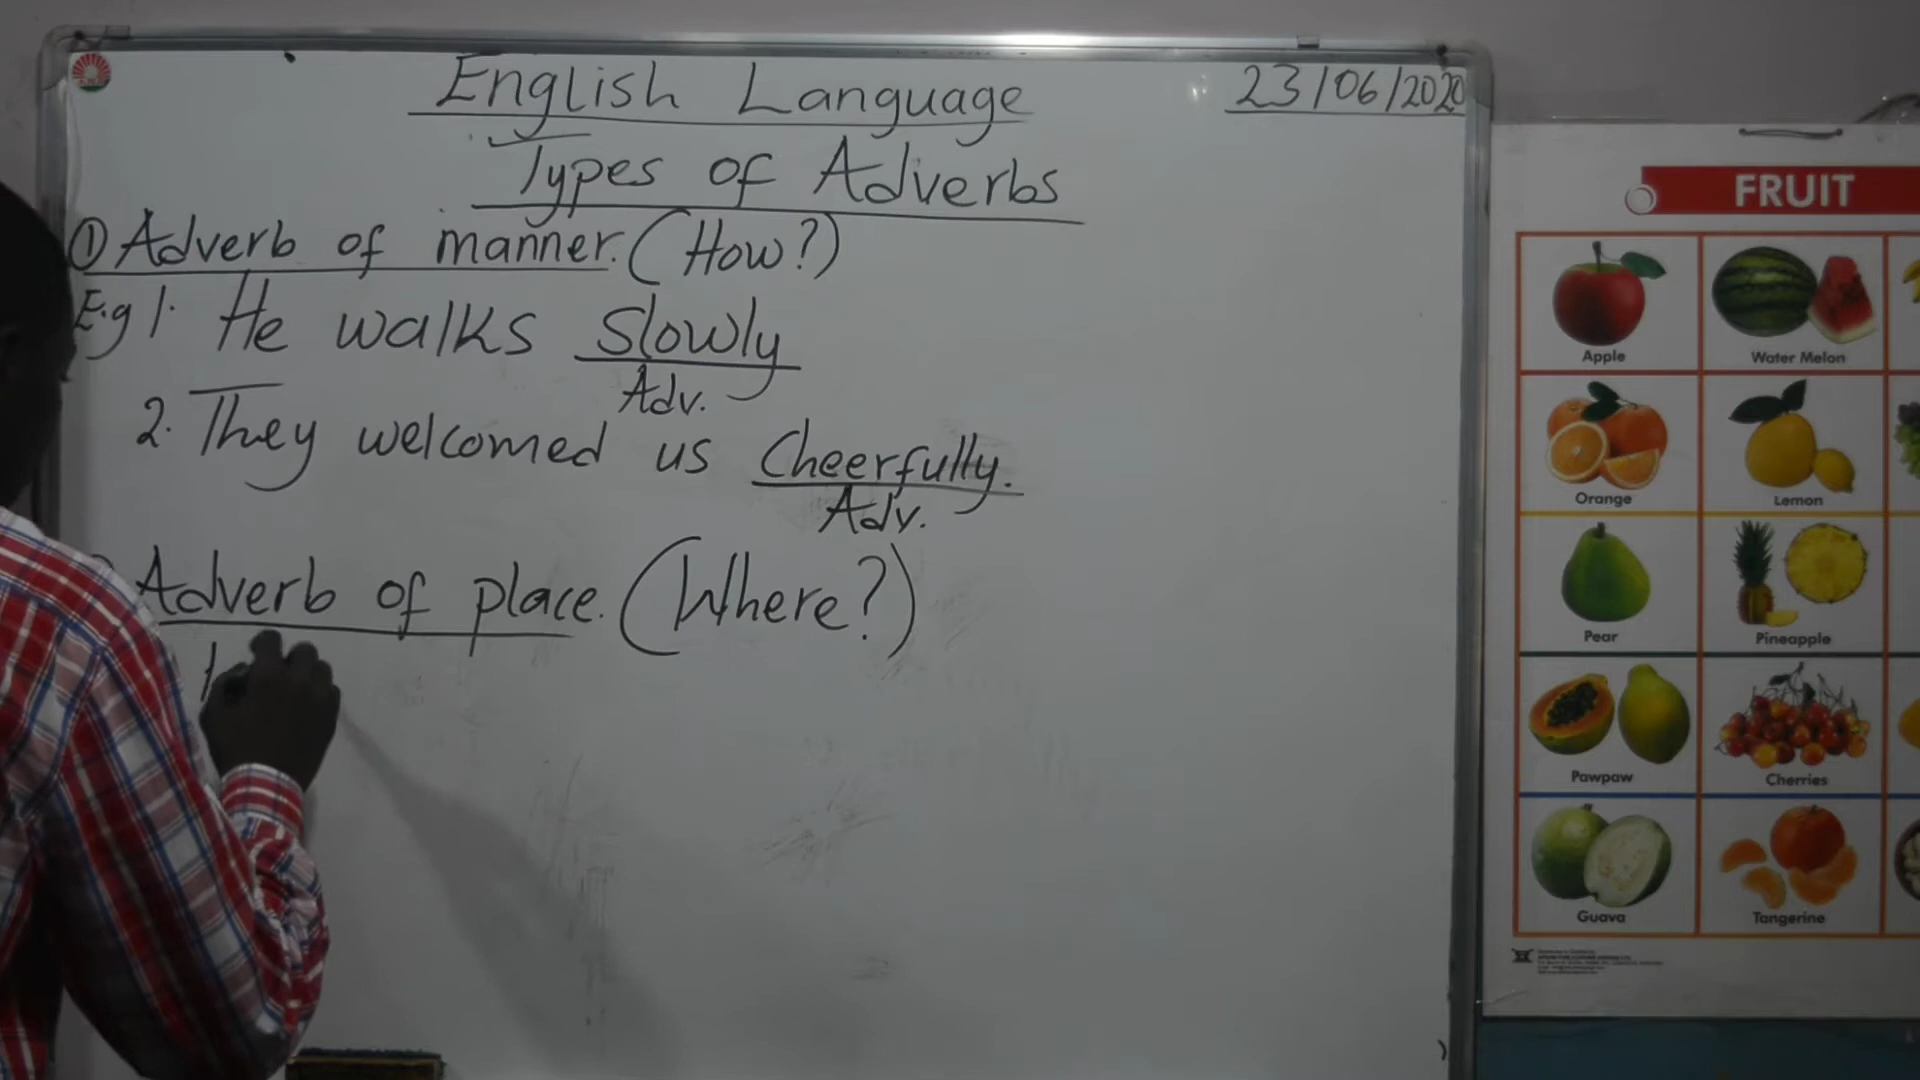 English Language
23/06/2020
Types of Adverbs
① Adverb of manner. (How?)
E.g 1. He walks Slowly
Adv.
2. They welcomed us Cheerfully.
Adv.
Adverb of place. (Where?)
1
FRUIT
Apple
Water Melon
Orange
Lemon
Pear
Pineapple
Pawpaw
Cherries
Guava
Tangerine